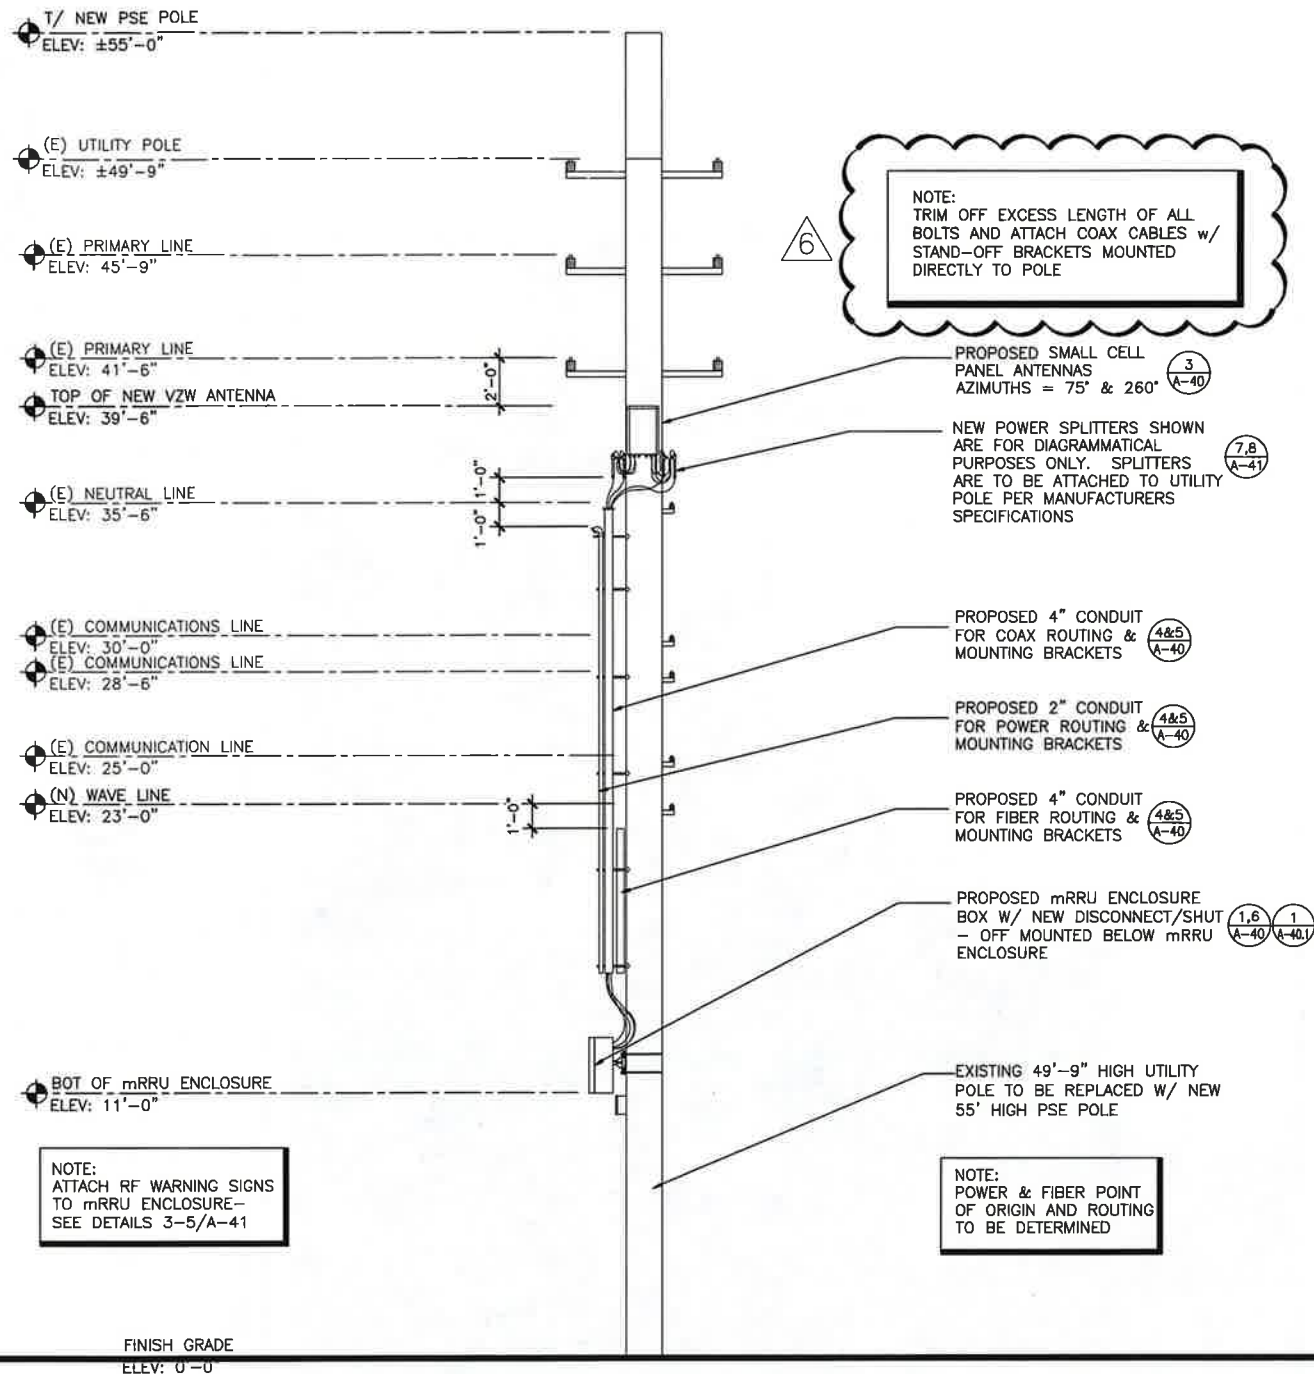 T/ NEW PSE POLE
ELEV: ±55'-0"
(E) UTILITY POLE
ELEV: ±49'-9"
(E) PRIMARY LINE
ELEV: 45'-9"
(E) PRIMARY LINE
ELEV: 41'-6"
2'-0"
TOP OF NEW VZW ANTENNA
ELEV: 39'-6"
1'-0"
(E) NEUTRAL LINE
ELEV: 35'-6"
1'-0"
(E) COMMUNICATIONS LINE
ELEV: 30'-0"
(E) COMMUNICATIONS LINE
ELEV: 28'-6"
(E) COMMUNICATION LINE
ELEV: 25'-0"
(N) WAVE LINE
ELEV: 23'-0"
1'-0"
BOT OF mRRU ENCLOSURE
ELEV: 11'-0"
NOTE:
ATTACH RF WARNING SIGNS
TO mRRU ENCLOSURE-
SEE DETAILS 3-5/A-41
FINISH GRADE
ELEV: 0'-0"
6
NOTE:
TRIM OFF EXCESS LENGTH OF ALL
BOLTS AND ATTACH COAX CABLES w/
STAND-OFF BRACKETS MOUNTED
DIRECTLY TO POLE
PROPOSED SMALL CELL
PANEL ANTENNAS
AZIMUTHS = 75° & 260°
3
A-40
NEW POWER SPLITTERS SHOWN
ARE FOR DIAGRAMMATICAL
PURPOSES ONLY. SPLITTERS
ARE TO BE ATTACHED TO UTILITY
POLE PER MANUFACTURERS
SPECIFICATIONS
7,8
A-41
PROPOSED 4" CONDUIT
FOR COAX ROUTING &
MOUNTING BRACKETS
4&5
A-40
PROPOSED 2" CONDUIT
FOR POWER ROUTING &
MOUNTING BRACKETS
4&5
A-40
PROPOSED 4" CONDUIT
FOR FIBER ROUTING &
MOUNTING BRACKETS
4&5
A-40
PROPOSED mRRU ENCLOSURE
BOX W/ NEW DISCONNECT/SHUT
- OFF MOUNTED BELOW mRRU
ENCLOSURE
1,6
A-40
1
A-40.1
EXISTING 49'-9" HIGH UTILITY
POLE TO BE REPLACED W/ NEW
55' HIGH PSE POLE
NOTE:
POWER & FIBER POINT
OF ORIGIN AND ROUTING
TO BE DETERMINED